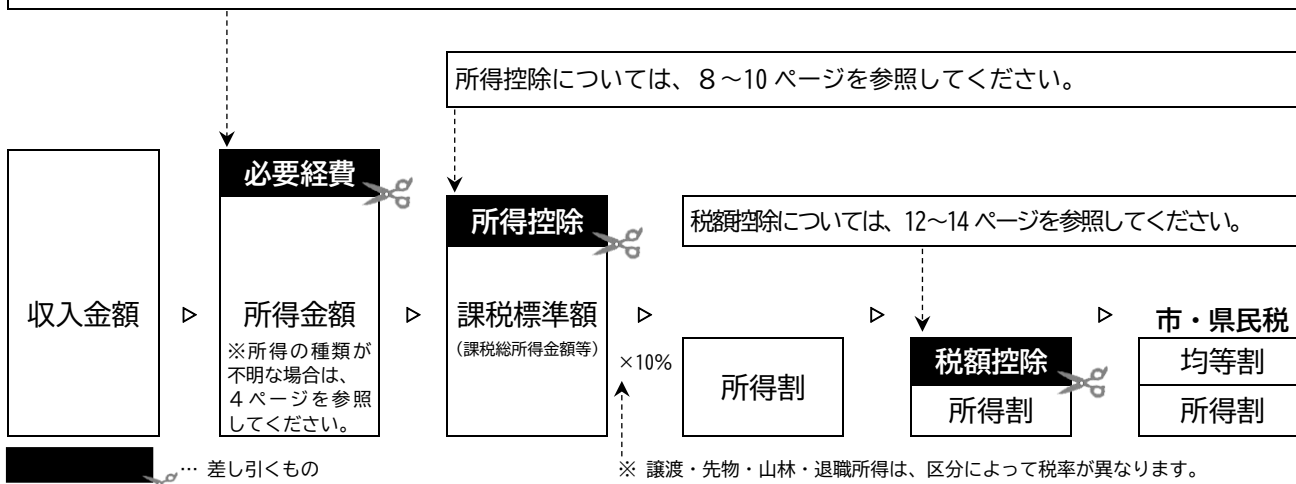 所得控除については、８～10 ページを参照してください。
必要経費
所得控除
税額控除については、12～14 ページを参照してください。
収入金額
▷
所得金額
※所得の種類が
不明な場合は、
４ページを参照
してください。
▷
課税標準額
（課税総所得金額等）
▷
×10%
所得割
▷
税額控除
所得割
▷
市・県民税
均等割
所得割
… 差し引くもの
※ 譲渡・先物・山林・退職所得は、区分によって税率が異なります。